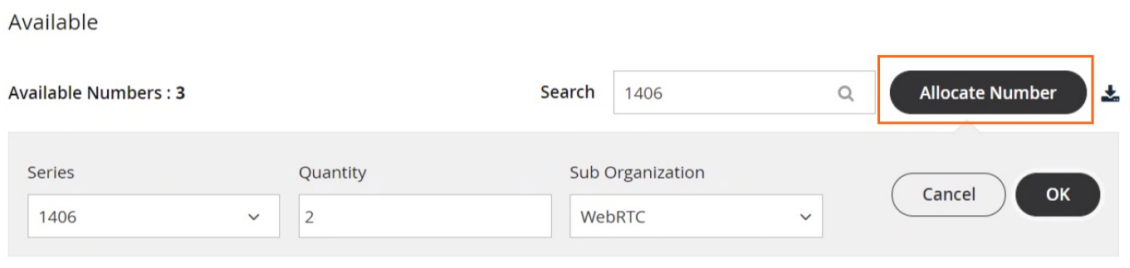 Available
Available Numbers : 3
Search
1406
Allocate Number
Series
Quantity
Sub Organization
1406
2
WebRTC
Cancel
OK